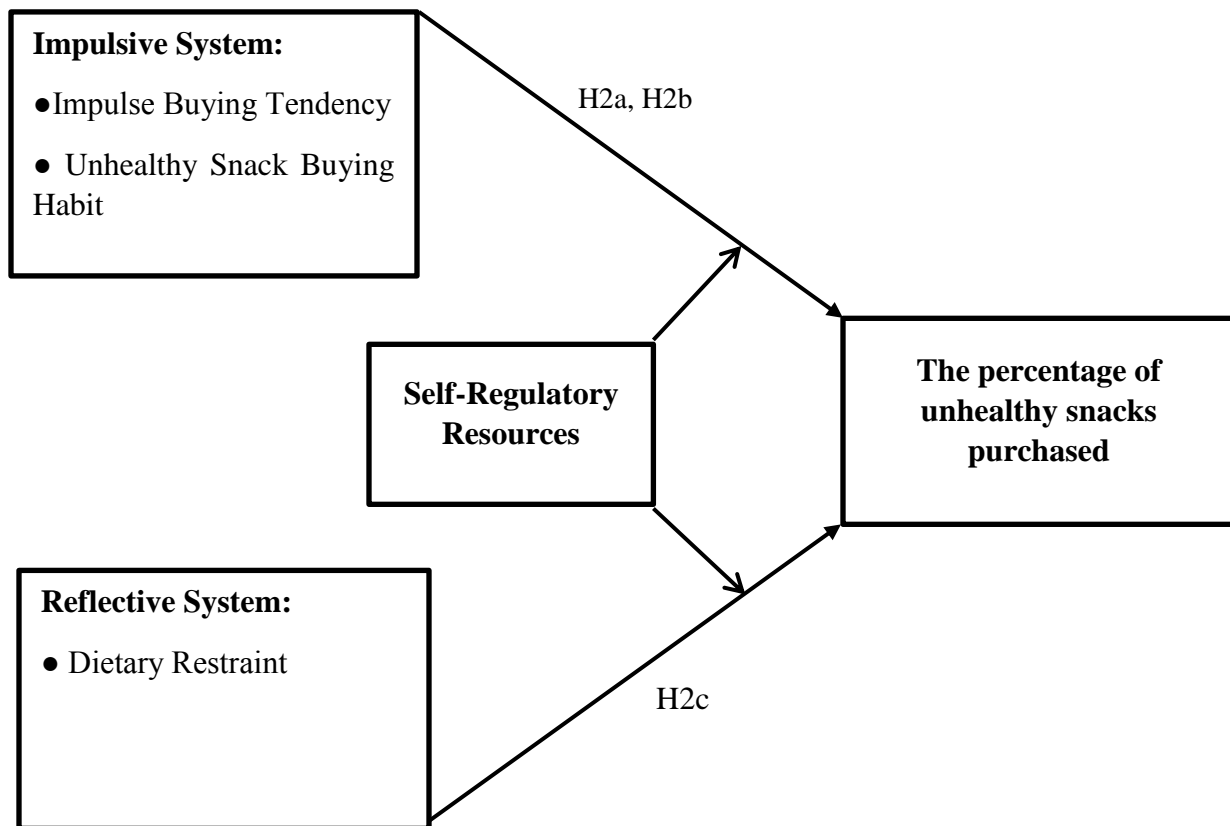 Impulsive System:
●Impulse Buying Tendency
● Unhealthy Snack Buying
Habit
H2a, H2b
Self-Regulatory
Resources
The percentage of
unhealthy snacks
purchased
Reflective System:
● Dietary Restraint
H2c